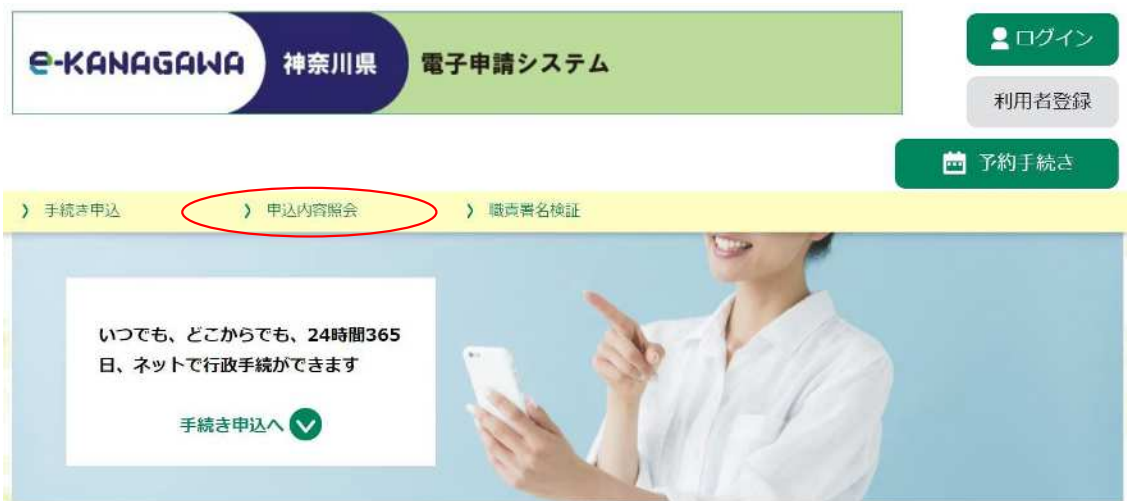 e-KANAGAWA 神奈川県 電子申請システム
ログイン
利用者登録
予約手続き
手続き申込
申込内容照会
職責署名検証
いつでも、どこからでも、24時間365
日、ネットで行政手続ができます
手続き申込へ